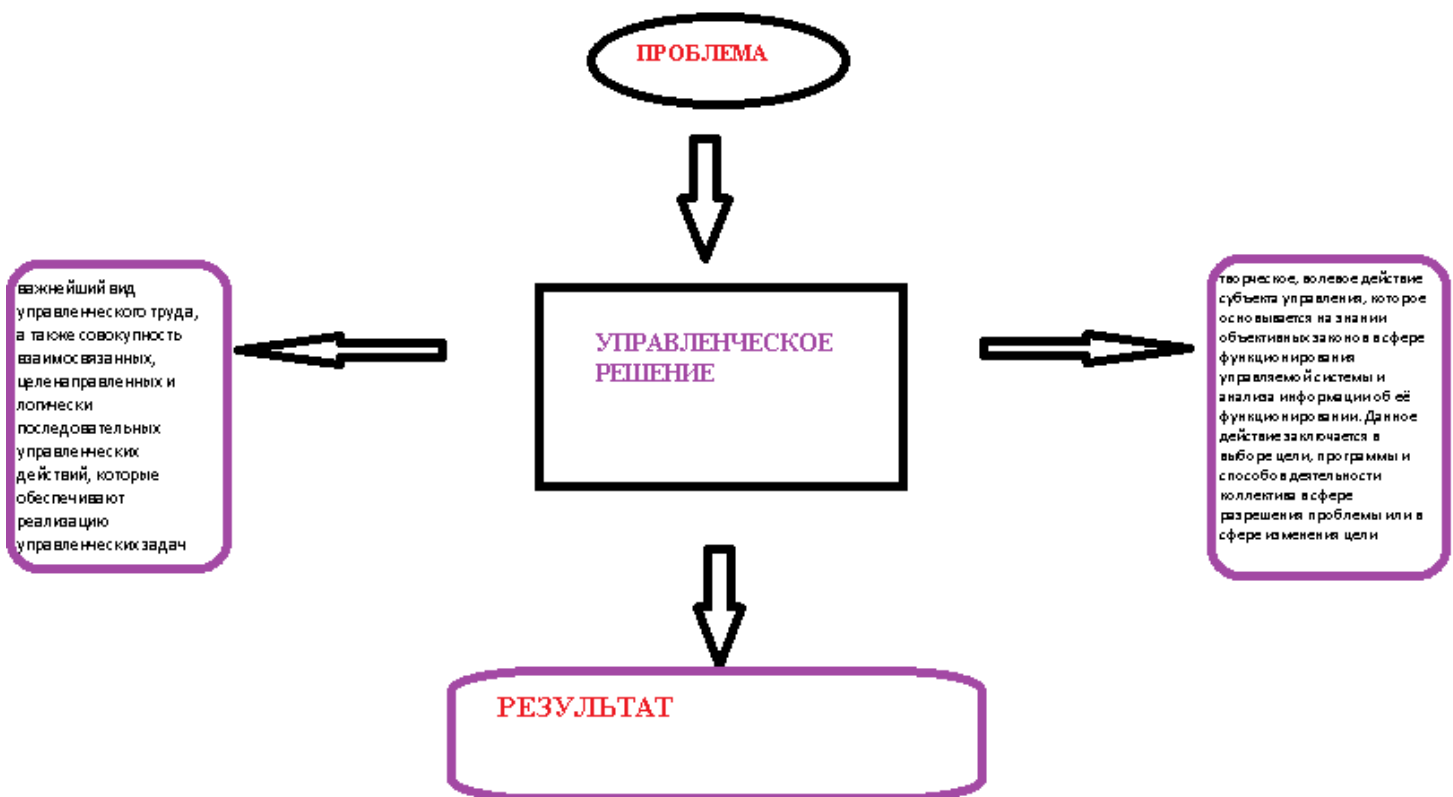 ПРОБЛЕМА
важнейший вид
управленческого труда,
а также совокупность
взаимосвязанных,
целенаправленных и
логически
последовательных
управленческих
действий, которые
обеспечивают
реализацию
управленческих задач
УПРАВЛЕНЧЕСКОЕ
РЕШЕНИЕ
творческое, волевое действие
субъекта управления, которое
основывается на знании
объективных законов в сфере
функционирования
управляемой системы и
анализа информации об её
функционировании. Данное
действие заключается в
выборе цели, программы и
способов деятельности
коллектива в сфере
разрешения проблемы или в
сфере изменения цели
РЕЗУЛЬТАТ